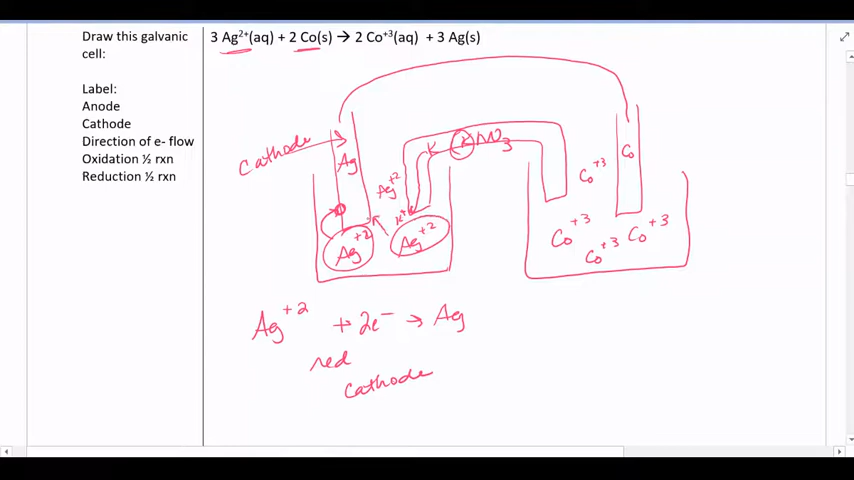 Draw this galvanic 3 Ag²⁺(aq) + 2 Co(s) → 2 Co⁺³(aq) + 3 Ag(s)
cell:
Label:
Anode
Cathode
Direction of e- flow
Oxidation ½ rxn
Reduction ½ rxn
Cathode
Ag
K KNO₃
Co
Co⁺³
Ag⁺²
K⁺
Ag⁺² Ag⁺²
Co⁺³ Co⁺³ Co⁺³
Ag⁺² + 2e⁻ → Ag
red
cathode